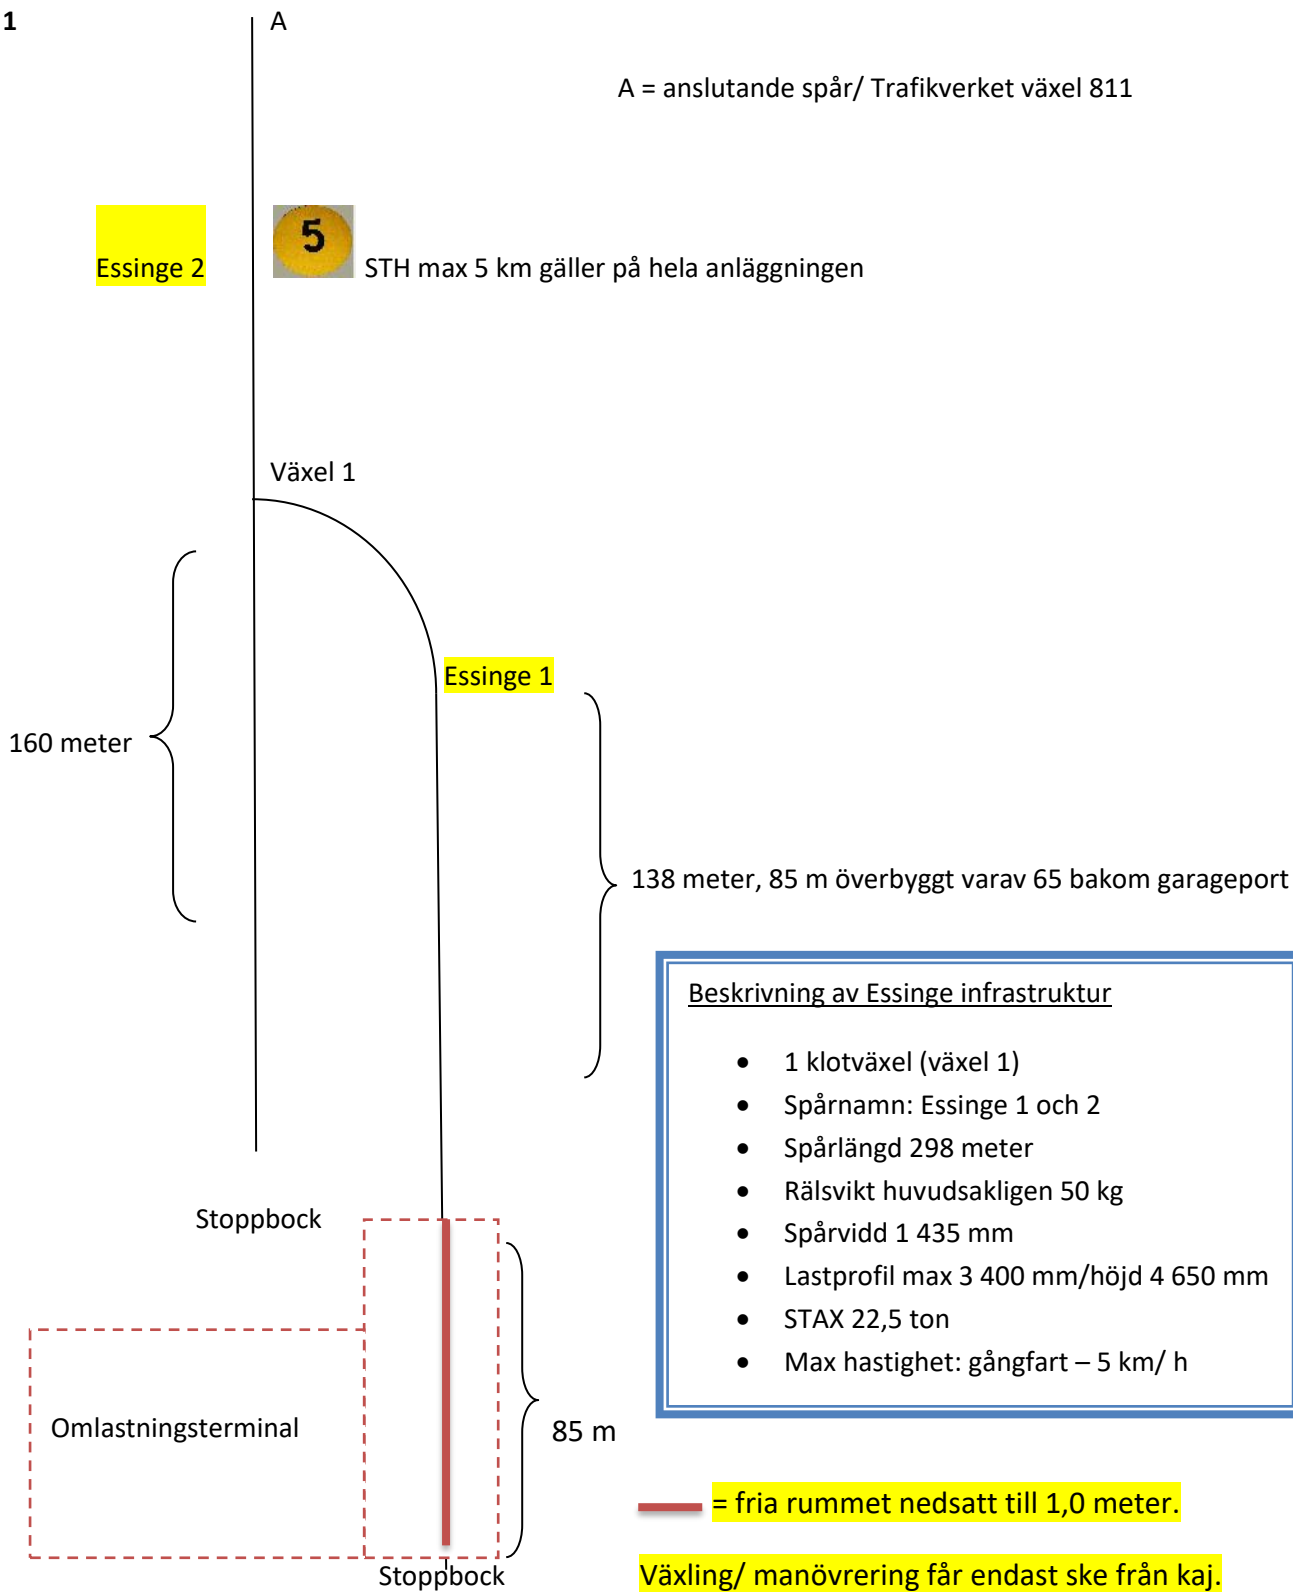 1
A
A = anslutande spår/ Trafikverket växel 811
5
Essinge 2
STH max 5 km gäller på hela anläggningen
Växel 1
Essinge 1
160 meter
138 meter, 85 m överbyggt varav 65 bakom garageport
Beskrivning av Essinge infrastruktur
• 1 klotväxel (växel 1)
• Spårnamn: Essinge 1 och 2
• Spårlängd 298 meter
• Rälsvikt huvudsakligen 50 kg
• Spårvidd 1 435 mm
• Lastprofil max 3 400 mm/höjd 4 650 mm
• STAX 22,5 ton
• Max hastighet: gångfart – 5 km/ h
Stoppbock
Omlastningsterminal
85 m
= fria rummet nedsatt till 1,0 meter.
Stoppbock
Växling/ manövrering får endast ske från kaj.